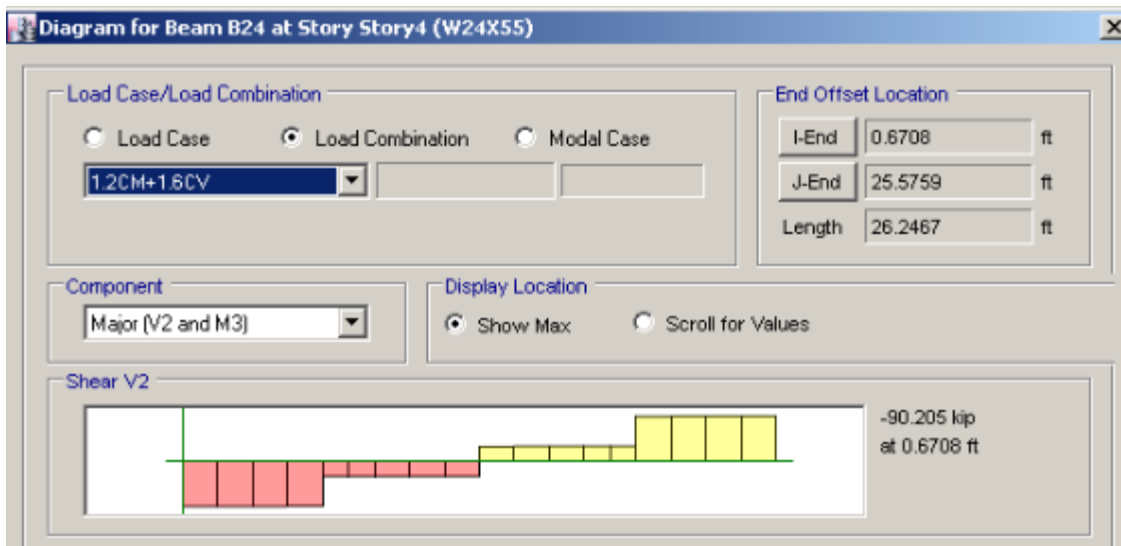 Diagram for Beam B24 at Story Story4 (W24X55)
Load Case/Load Combination
Load Case Load Combination Modal Case
1.2CM+1.6CV
End Offset Location
I-End 0.6708 ft
J-End 25.5759 ft
Length 26.2467 ft
Component
Major (V2 and M3)
Display Location
Show Max Scroll for Values
Shear V2
-90.205 kip
at 0.6708 ft